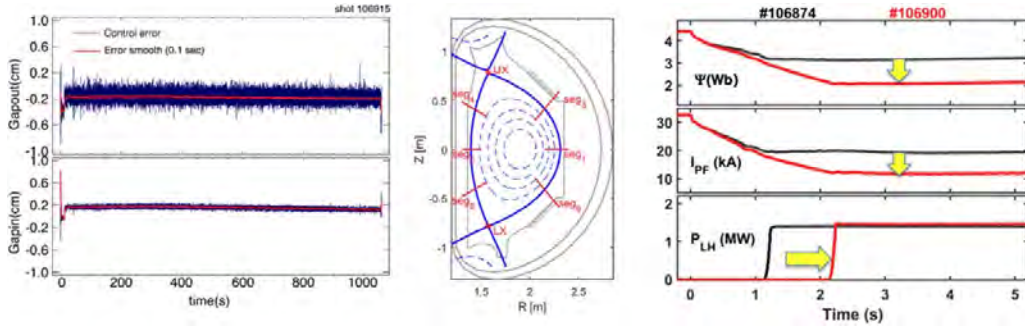 shot 106915
Control error
Error smooth (0.1 sec)
Gapout(cm)
1.0
0.6
0.2
-0.2
-0.6
-1.0
Gapin(cm)
0.6
0.2
-0.2
-0.6
-1.0
0 200 400 600 800 1000
time(s)
Z [m]
1
0.5
0
-0.5
-1
UX
seg4
seg3
seg
seg1
seg5
seg6
LX
1.5 2 2.5
R [m]
#106874 #106900
Ψ(Wb)
4
3
2
IPF (kA)
30
20
10
PLH (MW)
2
1
0
0 1 2 3 4 5
Time (s)